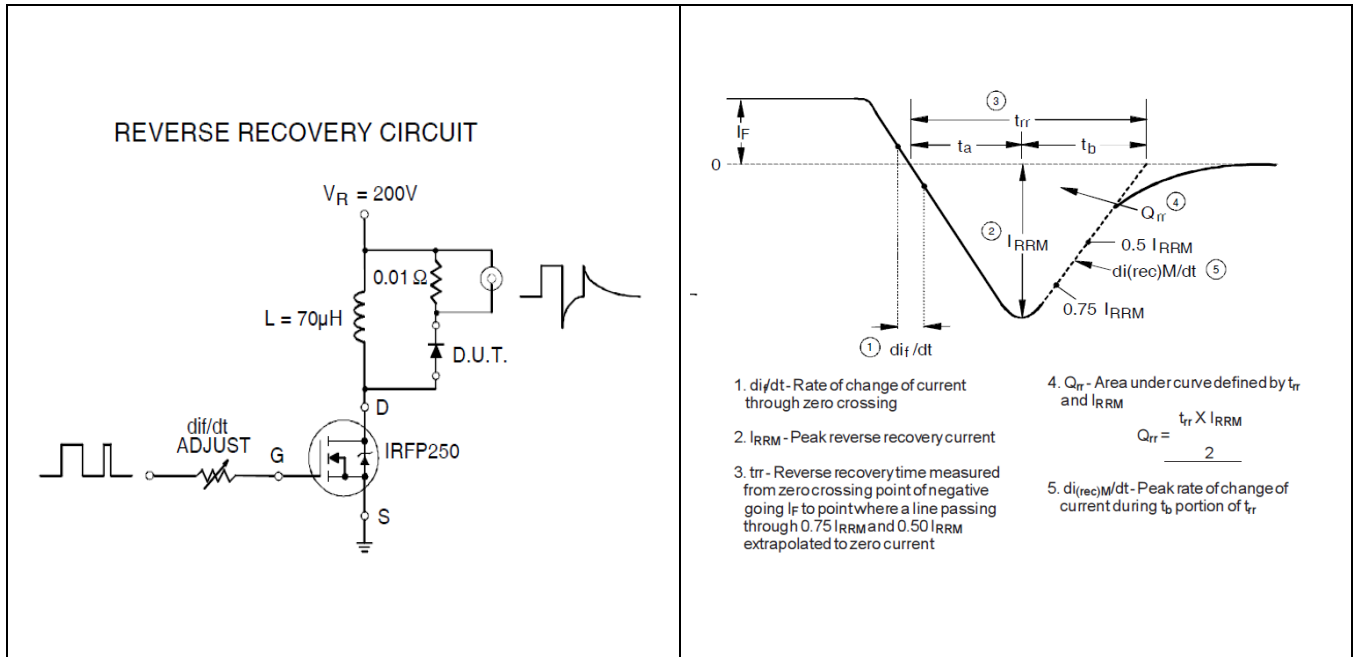 REVERSE RECOVERY CIRCUIT
VR = 200V
0.01 Ω
L = 70µH
D.U.T.
D
dif/dt
ADJUST
G
IRFP250
S
3
trr
IF
ta
tb
0
Qrr 4
2 IRRM
0.5 IRRM
di(rec)M/dt 5
0.75 IRRM
1 dif/dt
1. dif/dt - Rate of change of current
through zero crossing
2. IRRM - Peak reverse recovery current
3. trr - Reverse recovery time measured
from zero crossing point of negative
going IF to point where a line passing
through 0.75 IRRM and 0.50 IRRM
extrapolated to zero current
4. Qrr - Area under curve defined by trr
and IRRM
trr X IRRM
Qrr =
2
5. di(rec)M/dt - Peak rate of change of
current during tb portion of trr